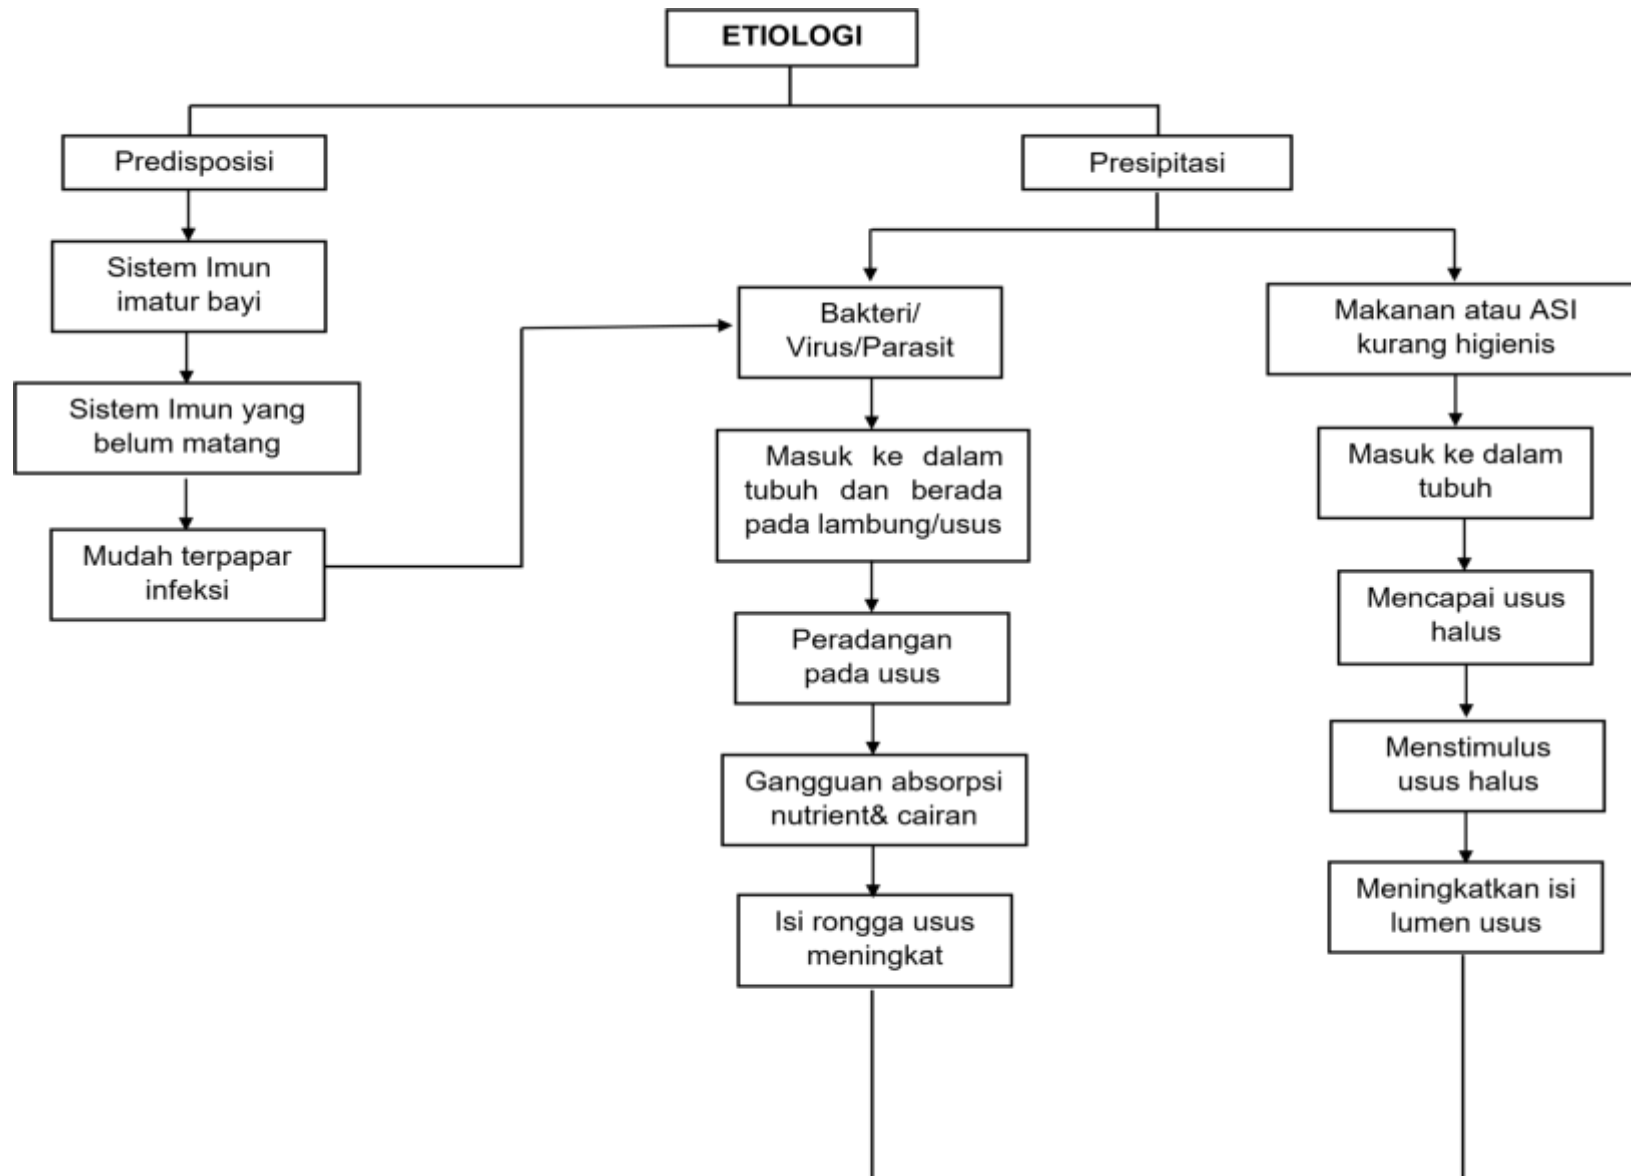 ETIOLOGI
Predisposisi
Presipitasi
Sistem Imun
imatur bayi
Sistem Imun yang
belum matang
Mudah terpapar
infeksi
Bakteri/
Virus/Parasit
Masuk ke dalam
tubuh dan berada
pada lambung/usus
Peradangan
pada usus
Gangguan absorpsi
nutrient& cairan
Isi rongga usus
meningkat
Makanan atau ASI
kurang higienis
Masuk ke dalam
tubuh
Mencapai usus
halus
Menstimulus
usus halus
Meningkatkan isi
lumen usus